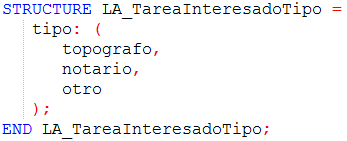 STRUCTURE LA_TareaInteresadoTipo =
tipo: (
topografo,
notario,
otro
);
END LA_TareaInteresadoTipo;